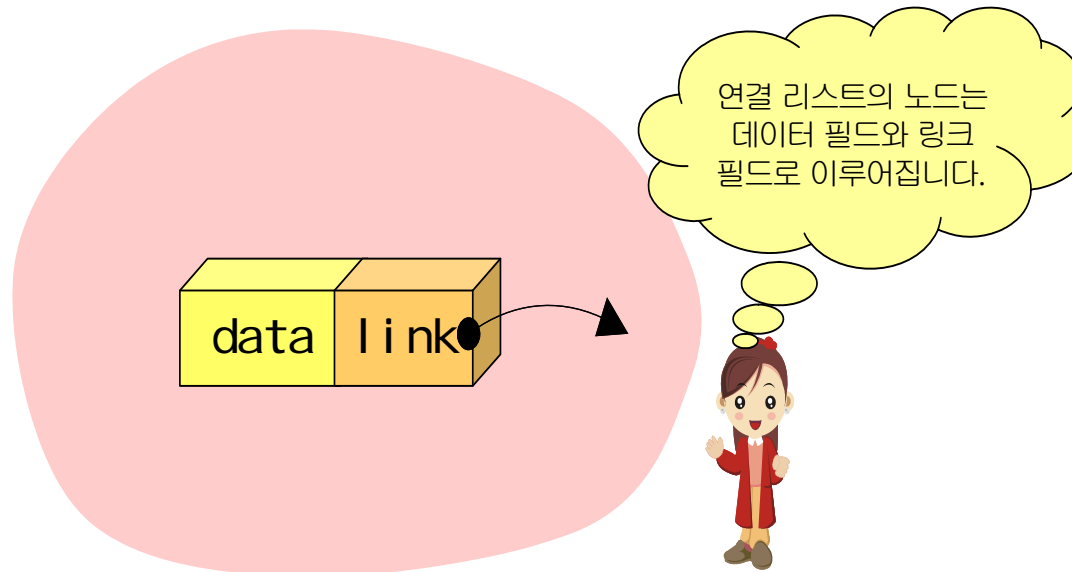 연결 리스트의 노드는
데이터 필드와 링크
필드로 이루어집니다.
data link